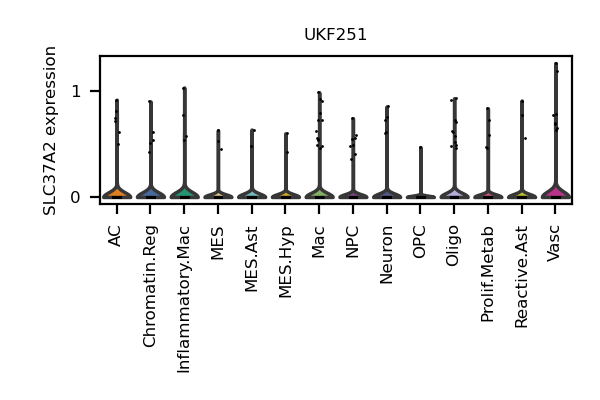 UKF251
SLC37A2 expression
1
0
AC
Chromatin.Reg
Inflammatory.Mac
MES
MES.Ast
MES.Hyp
Mac
NPC
Neuron
OPC
Oligo
Prolif.Metab
Reactive.Ast
Vasc